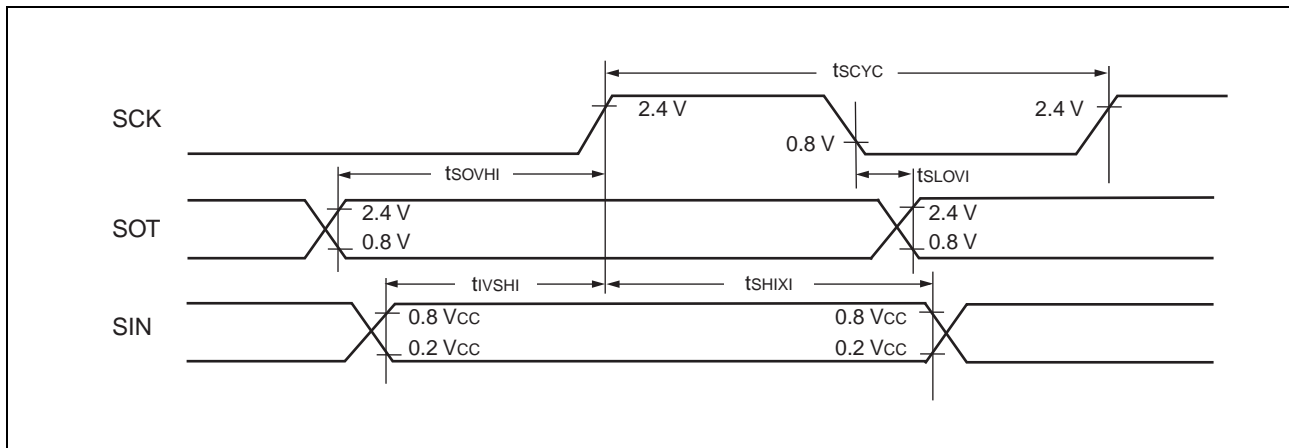 tSCYC
SCK
2.4 V
0.8 V
2.4 V
tSOVHI
tSLOVI
SOT
2.4 V
0.8 V
2.4 V
0.8 V
tIVSHI
tSHIXI
SIN
0.8 VCC
0.2 VCC
0.8 VCC
0.2 VCC